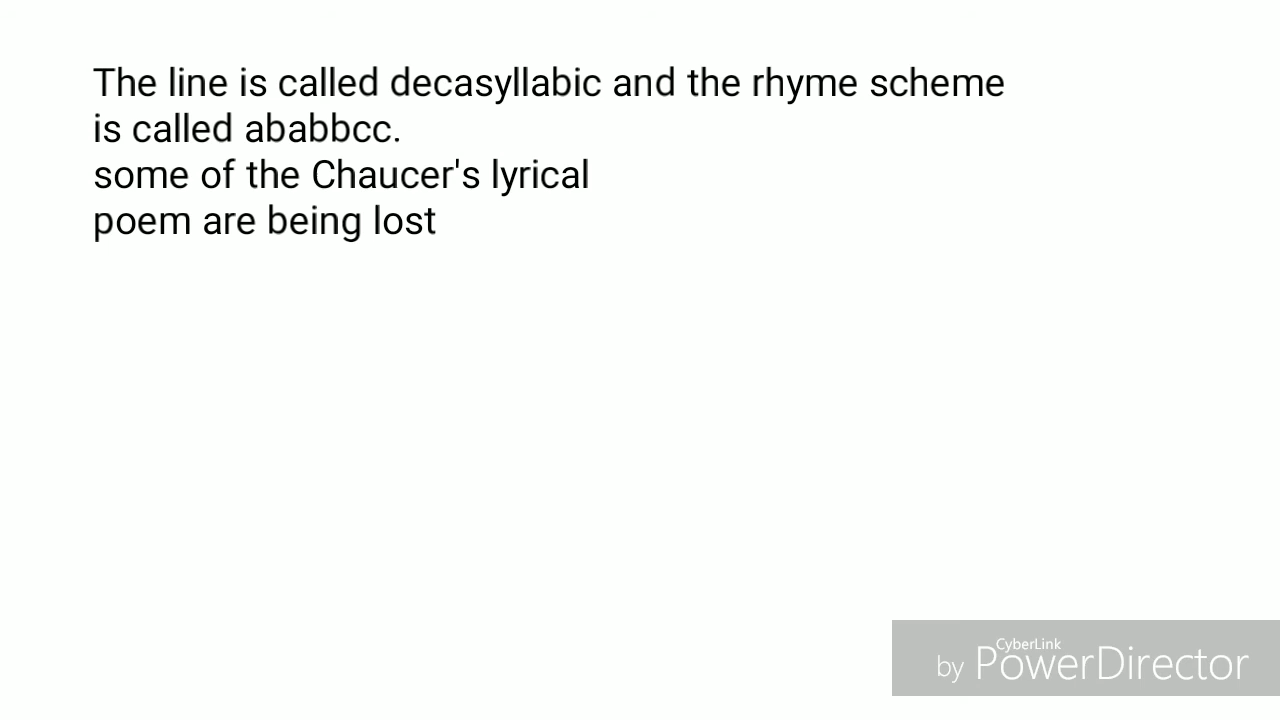 The line is called decasyllabic and the rhyme scheme
is called ababbcc.
some of the Chaucer's lyrical
poem are being lost
CyberLink
by PowerDirector